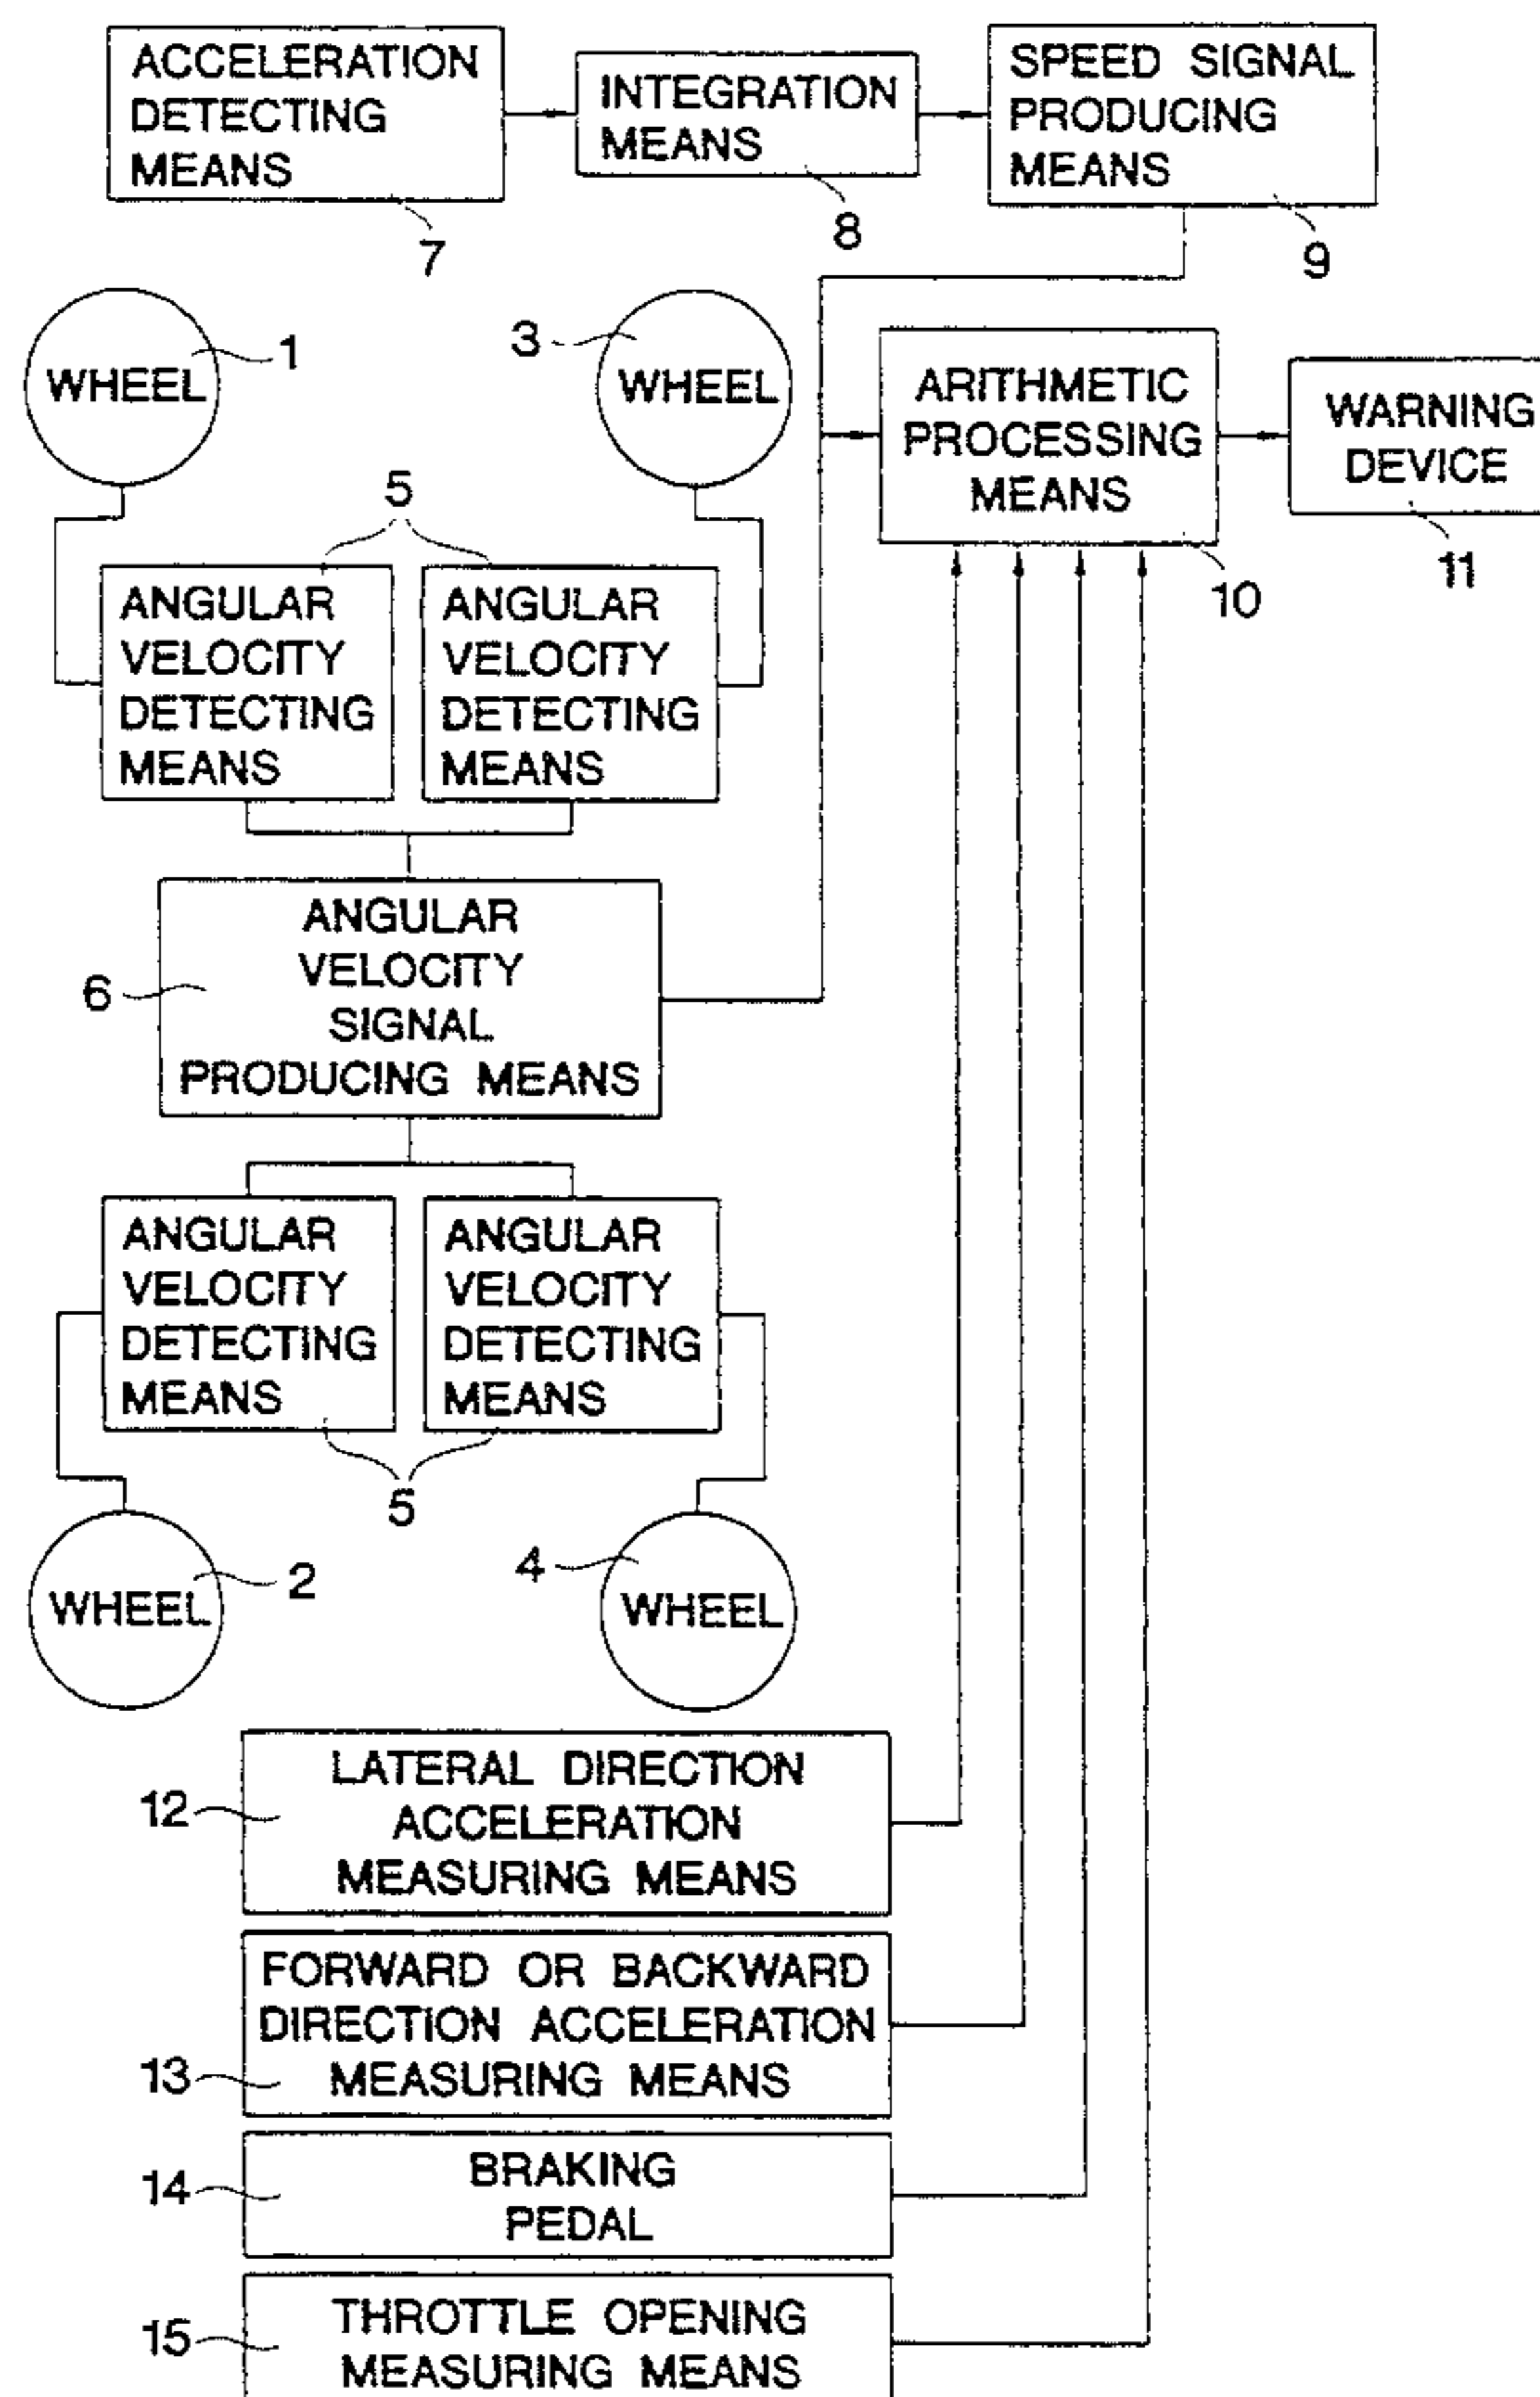 ACCELERATION
DETECTING
MEANS
7
INTEGRATION
MEANS
8
SPEED SIGNAL
PRODUCING
MEANS
9
WHEEL
1
3
WHEEL
ARITHMETIC
PROCESSING
MEANS
10
WARNING
DEVICE
11
5
ANGULAR
VELOCITY
DETECTING
MEANS
ANGULAR
VELOCITY
DETECTING
MEANS
6
ANGULAR
VELOCITY
SIGNAL
PRODUCING MEANS
ANGULAR
VELOCITY
DETECTING
MEANS
ANGULAR
VELOCITY
DETECTING
MEANS
5
WHEEL
2
4
WHEEL
12
LATERAL DIRECTION
ACCELERATION
MEASURING MEANS
13
FORWARD OR BACKWARD
DIRECTION ACCELERATION
MEASURING MEANS
14
BRAKING
PEDAL
15
THROTTLE OPENING
MEASURING MEANS